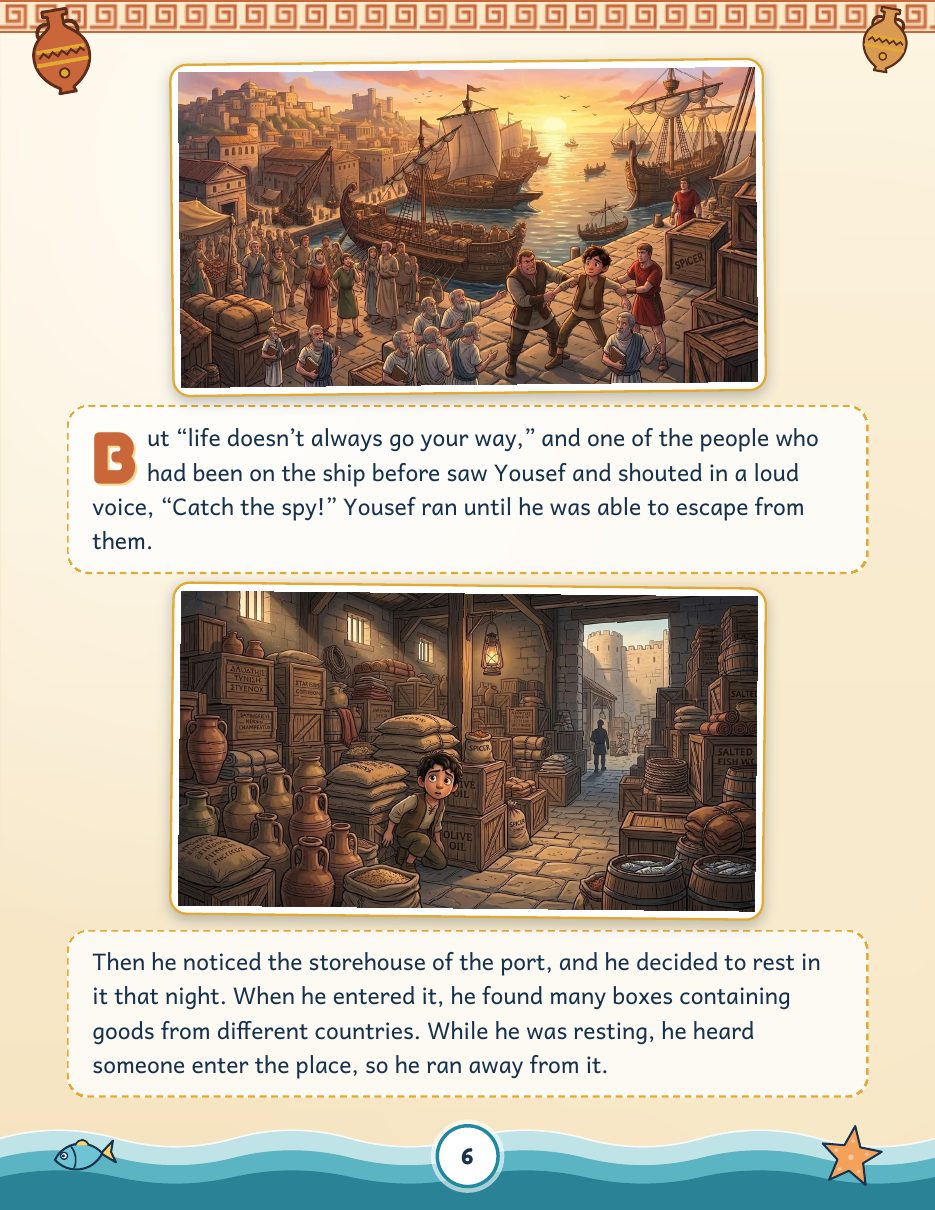 SPICER
But “life doesn’t always go your way,” and one of the people who
had been on the ship before saw Yousef and shouted in a loud
voice, “Catch the spy!” Yousef ran until he was able to escape from
them.
SPICER
SALTED
SALTED
FISH
OLIVE
OIL
OLIVE
OIL
SPICER
Then he noticed the storehouse of the port, and he decided to rest in
it that night. When he entered it, he found many boxes containing
goods from different countries. While he was resting, he heard
someone enter the place, so he ran away from it.
6